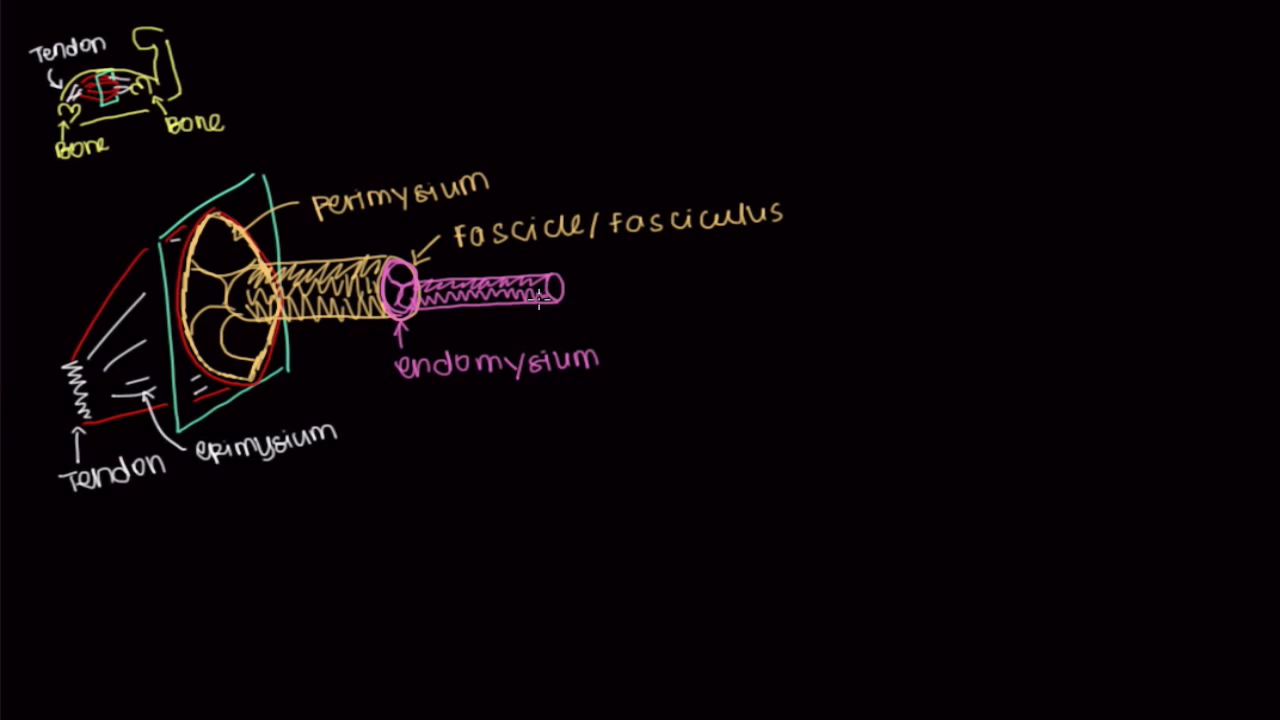 Tendon
Bone
Bone
perimysium
fascicle/fasciculus
endomysium
epimysium
Tendon